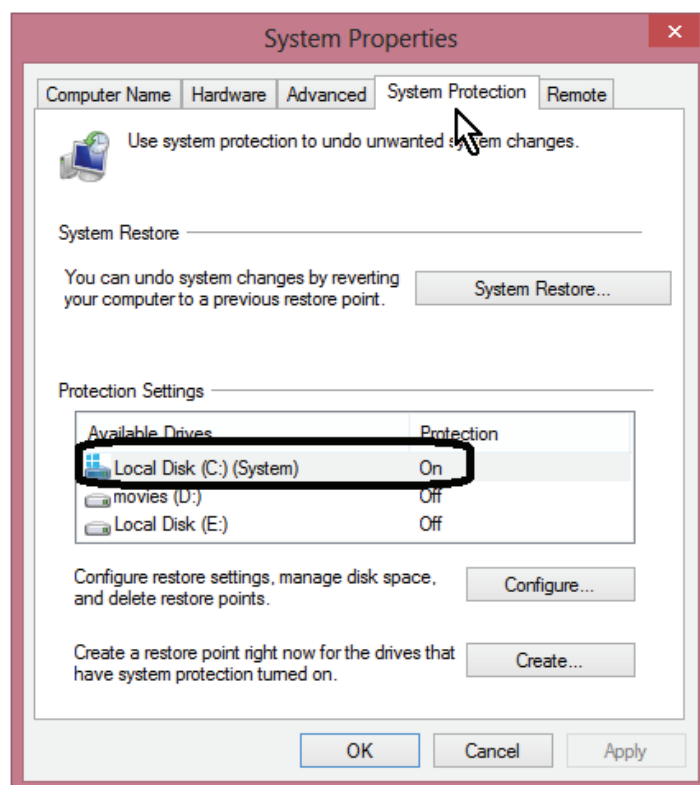 System Properties
Computer Name Hardware Advanced System Protection Remote
Use system protection to undo unwanted system changes.
System Restore
You can undo system changes by reverting
your computer to a previous restore point.
System Restore...
Protection Settings
Available Drives Protection
Local Disk (C:) (System) On
movies (D:) Off
Local Disk (E:) Off
Configure restore settings, manage disk space,
and delete restore points.
Configure...
Create a restore point right now for the drives that
have system protection turned on.
Create...
OK Cancel Apply